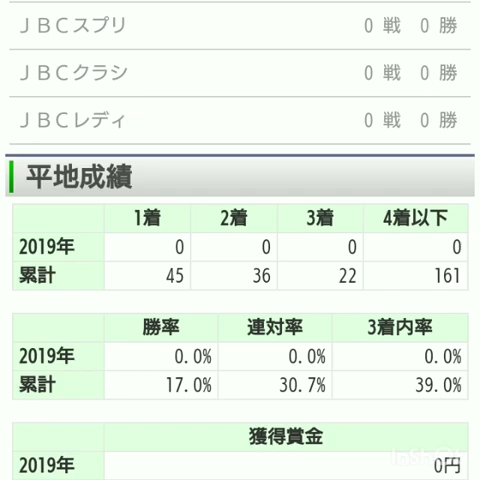 ＪＢＣスプリ 0 戦 0 勝
ＪＢＣクラシ 0 戦 0 勝
ＪＢＣレディ 0 戦 0 勝
平地成績
1着 2着 3着 4着以下
2019年 0 0 0 0
累計 45 36 22 161
勝率 連対率 3着内率
2019年 0.0% 0.0% 0.0%
累計 17.0% 30.7% 39.0%
獲得賞金
2019年 0円